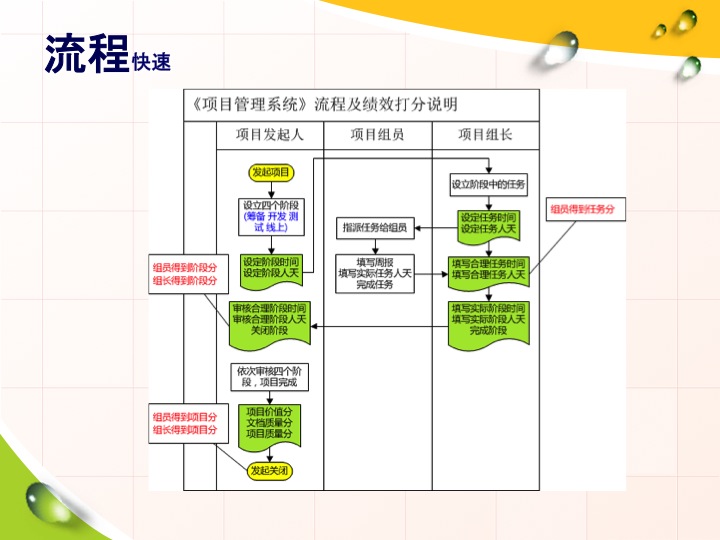 流程快速
《项目管理系统》流程及绩效打分说明
项目发起人
项目组员
项目组长
发起项目
设立四个阶段
(筹备 开发 测
试 线上)
设定阶段时间
设定阶段人天
组员得到阶段分
组长得到阶段分
审核合理阶段时间
审核合理阶段人天
关闭阶段
依次审核四个阶
段，项目完成
组员得到项目分
组长得到项目分
项目价值分
文档质量分
项目质量分
发起关闭
指派任务给组员
填写周报
填写实际任务人天
完成任务
设立阶段中的任务
设定任务时间
设定任务人天
组员得到任务分
填写合理任务时间
填写合理任务人天
填写实际阶段时间
填写实际阶段人天
完成阶段